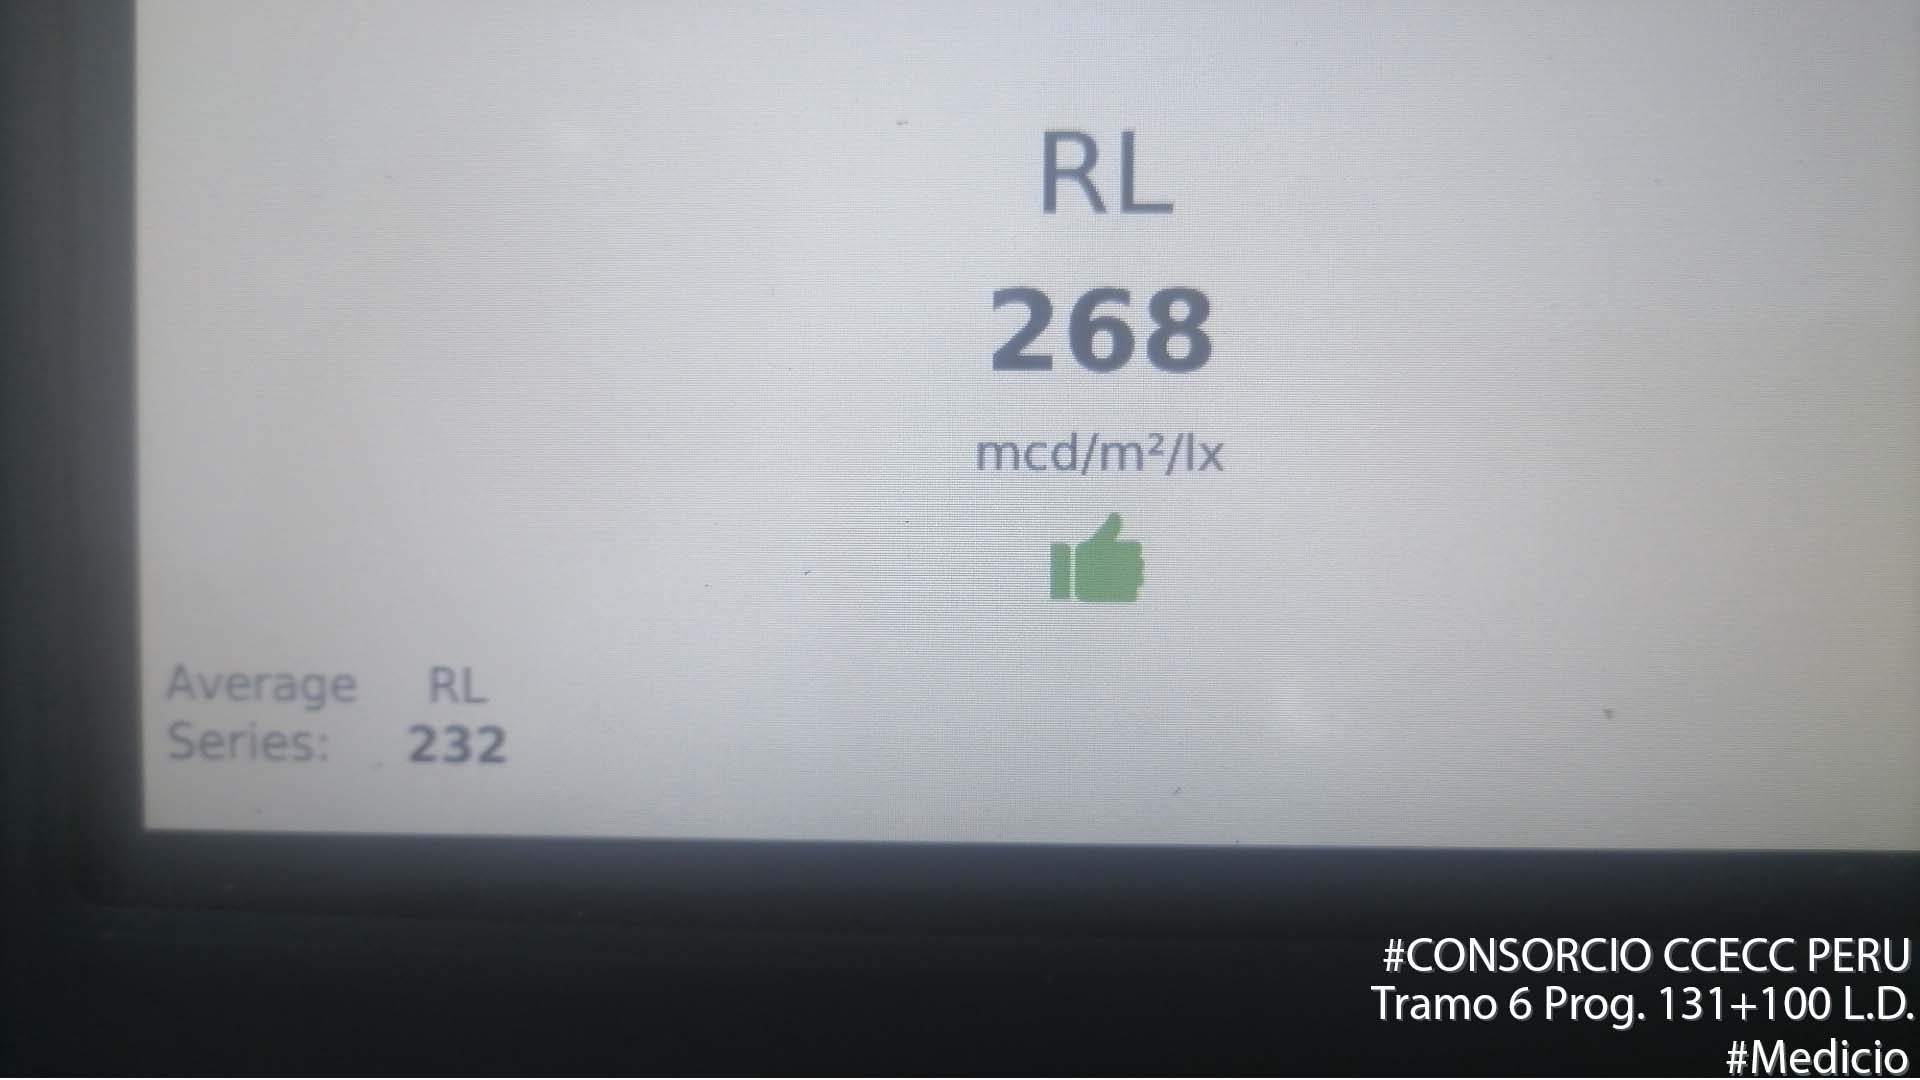 RL
268
mcd/m²/lx
Average RL
Series: 232
#CONSORCIO CCECC PERU
Tramo 6 Prog. 131+100 L.D.
#Medicio